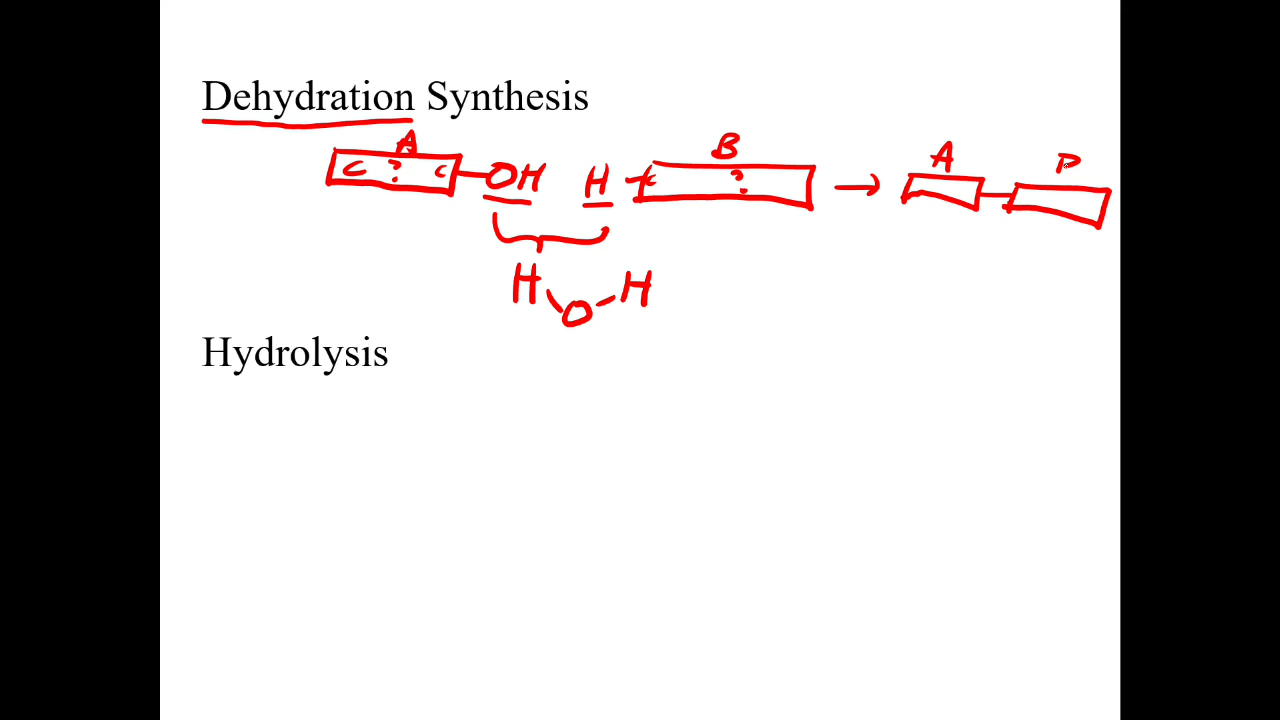 Dehydration Synthesis
A B A
C ? C OH H C ?
H O H
Hydrolysis